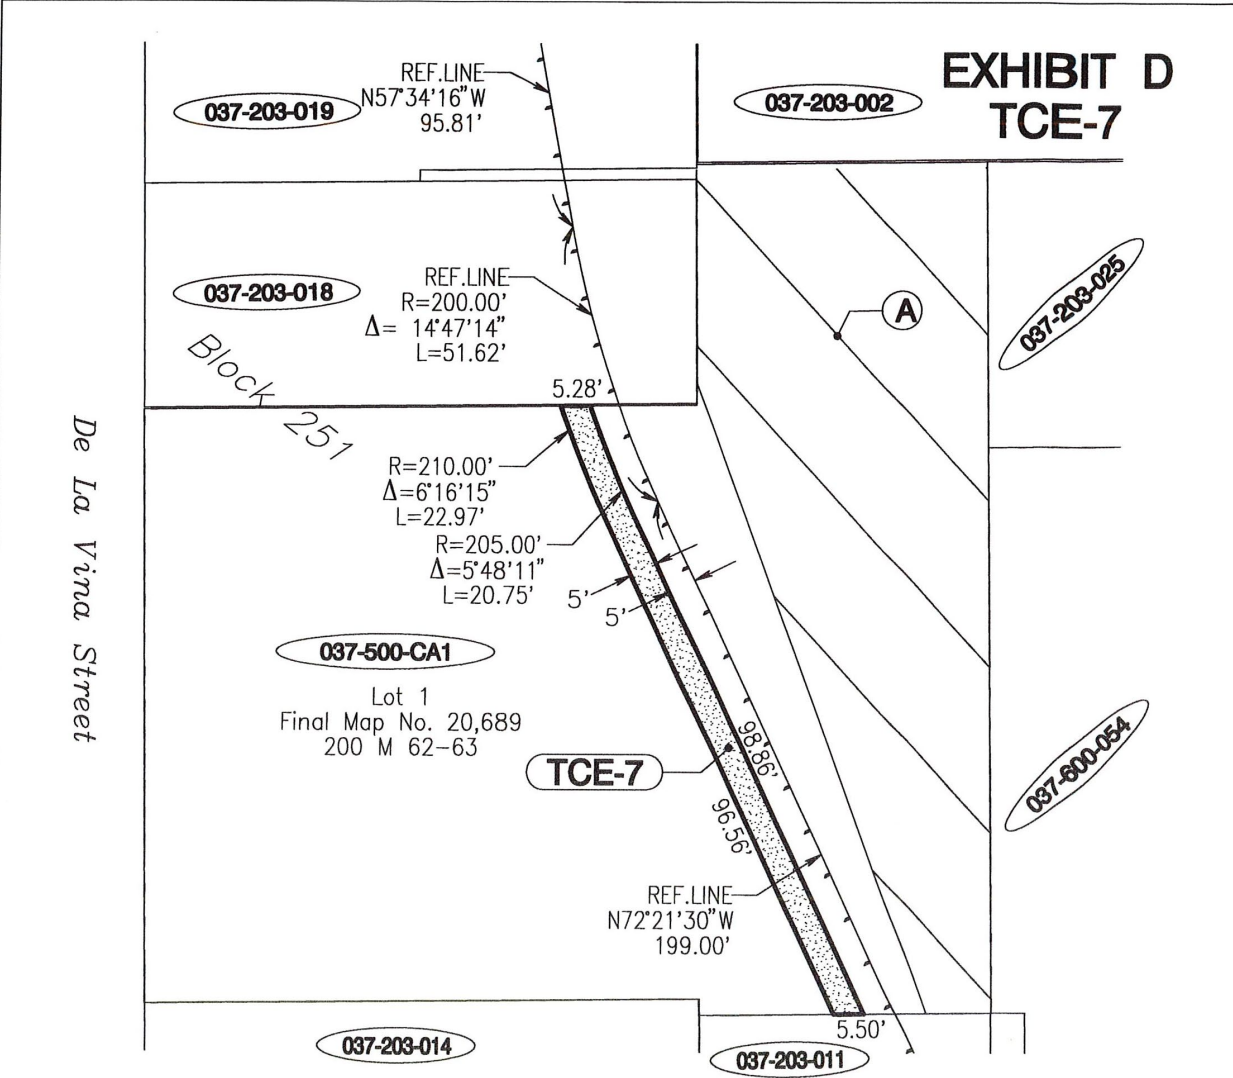 EXHIBIT D
TCE-7
REF.LINE
N57°34'16"W
95.81'
037-203-019
037-203-002
037-203-018
REF.LINE
R=200.00'
Δ= 14°47'14"
L=51.62'
A
037-203-025
Block 251
5.28'
R=210.00'
Δ=6°16'15"
L=22.97'
R=205.00'
Δ=5°48'11"
L=20.75'
5'
5'
De La Vina Street
037-500-CA1
Lot 1
Final Map No. 20,689
200 M 62-63
TCE-7
98.86'
96.56'
037-600-054
REF.LINE
N72°21'30"W
199.00'
5.50'
037-203-014
037-203-011